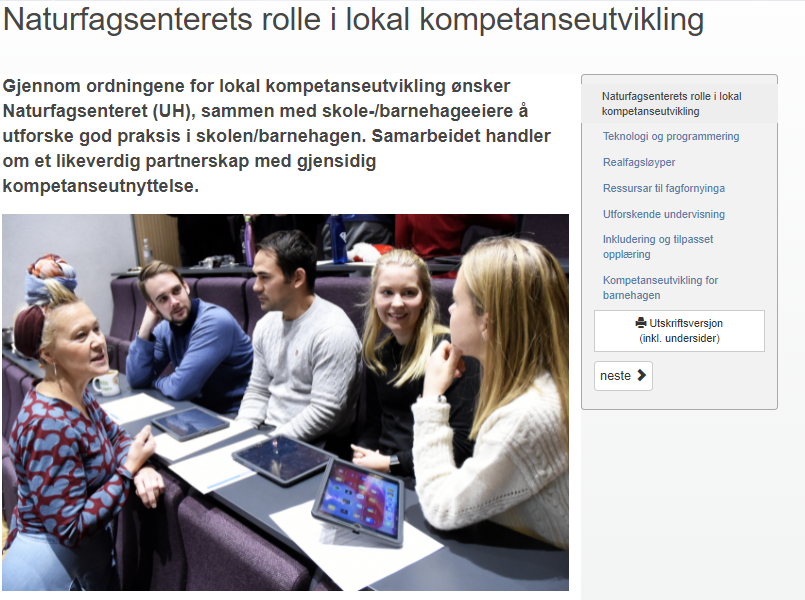 Naturfagsenterets rolle i lokal kompetanseutvikling
Gjennom ordningene for lokal kompetanseutvikling ønsker
Naturfagsenteret (UH), sammen med skole-/barnehageeiere å
utforske god praksis i skolen/barnehagen. Samarbeidet handler
om et likeverdig partnerskap med gjensidig
kompetanseutnyttelse.
Naturfagsenterets rolle i lokal
kompetanseutvikling
Teknologi og programmering
Realfagsløyper
Ressursar til fagfornyinga
Utforskende undervisning
Inkludering og tilpasset
opplæring
Kompetanseutvikling for
barnehagen
Utskriftsversjon
(inkl. undersider)
neste